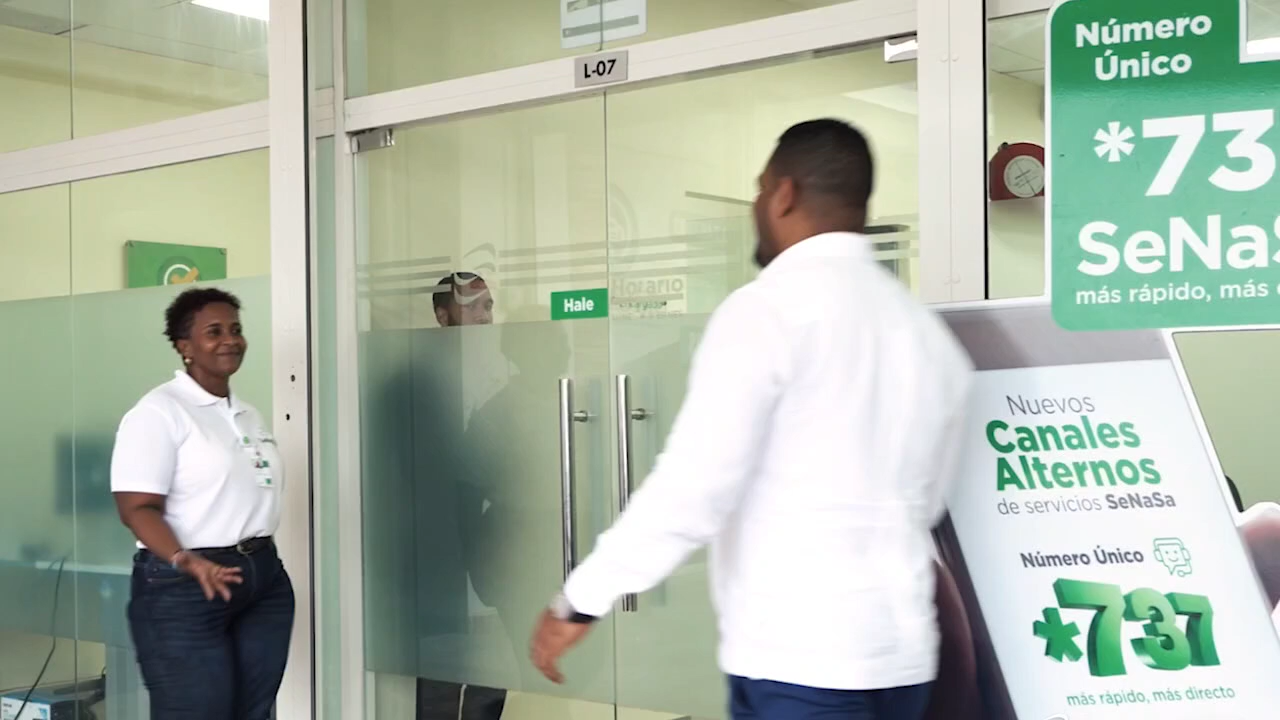 L-07
Hale
Horario
Número
Único
*73
SeNaS
más rápido, más
Nuevos
Canales
Alternos
de servicios SeNaSa
Número Único
*737
más rápido, más directo